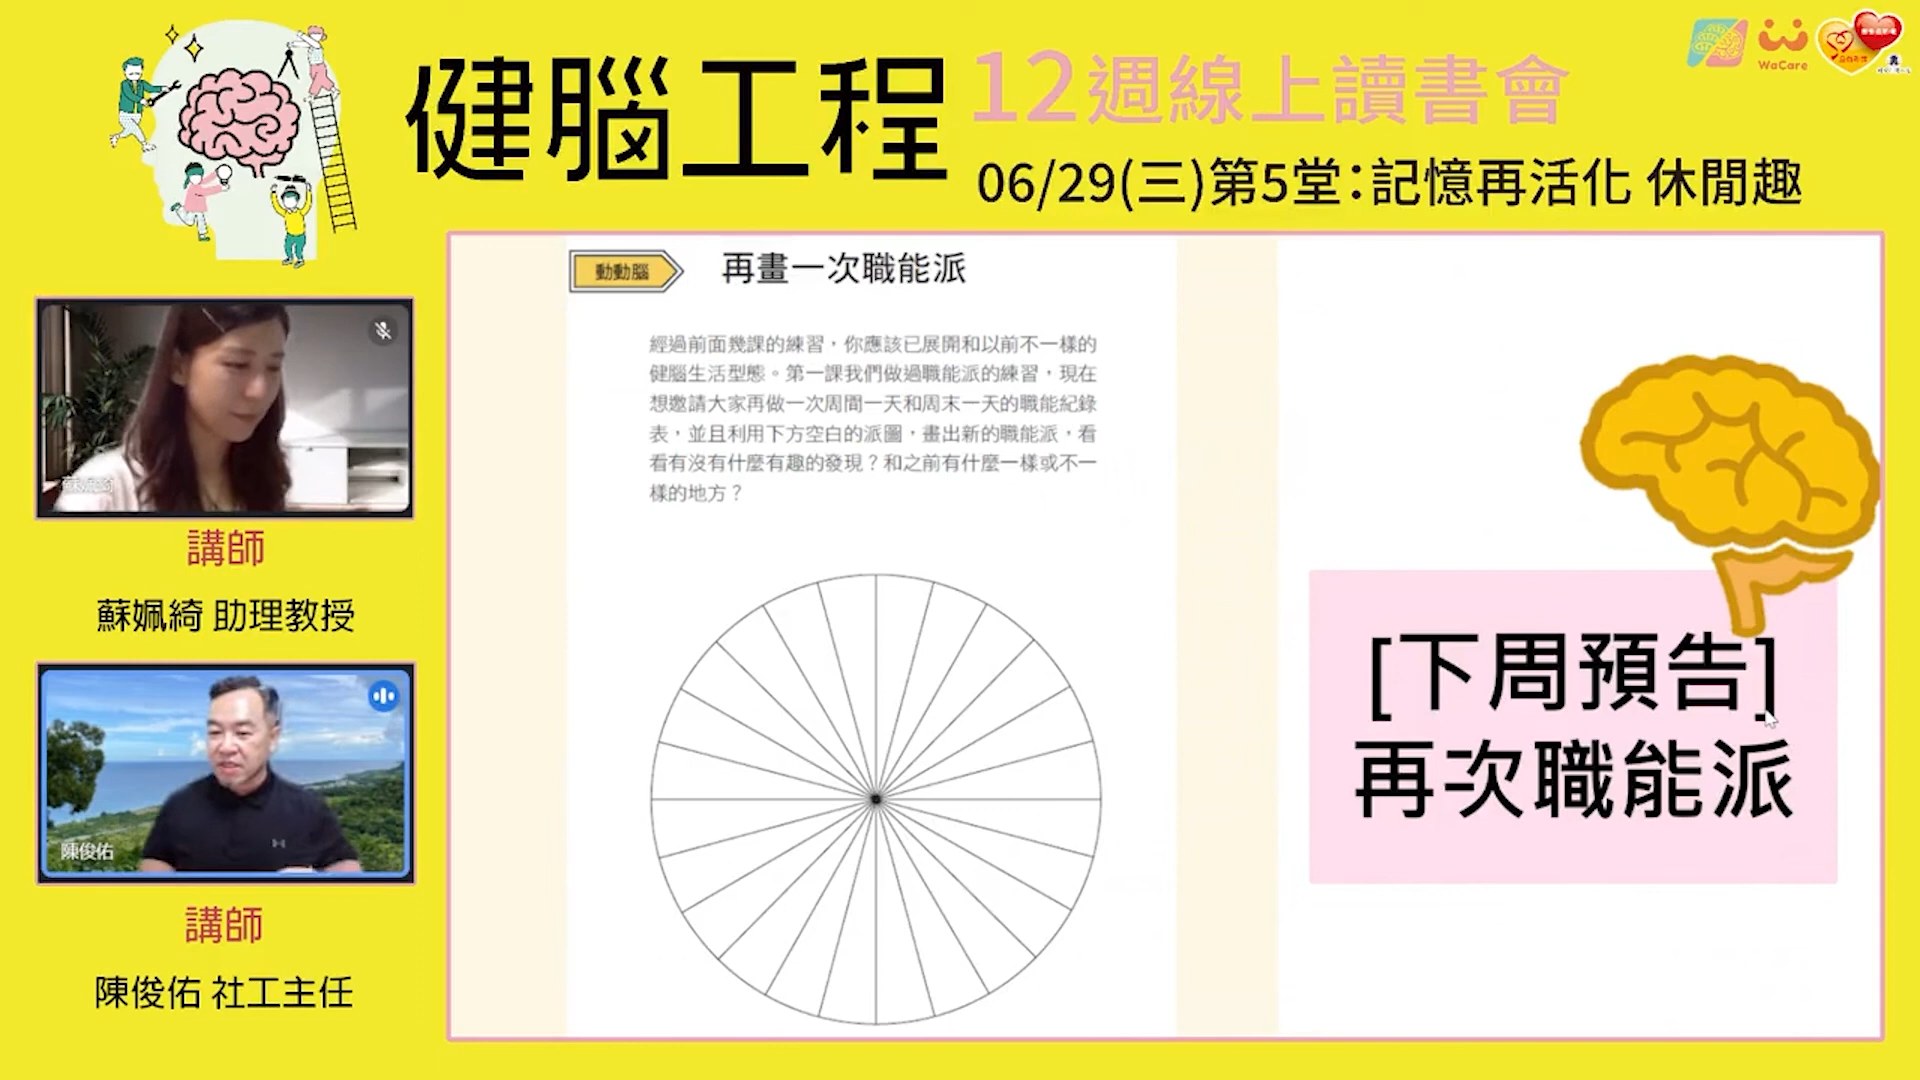 健腦工程
12週線上讀書會
06/29(三)第5堂：記憶再活化 休閒趣
WaCare
動動腦
再畫一次職能派
經過前面幾課的練習，你應該已展開和以前不一樣的
健腦生活型態。第一課我們做過職能派的練習，現在
想邀請大家再做一次周間一天和周末一天的職能紀錄
表，並且利用下方空白的派圖，畫出新的職能派，看
看有沒有什麼有趣的發現？和之前有什麼一樣或不一
樣的地方？
[下周預告]
再次職能派
講師
蘇姵綺 助理教授
陳俊佑
講師
陳俊佑 社工主任